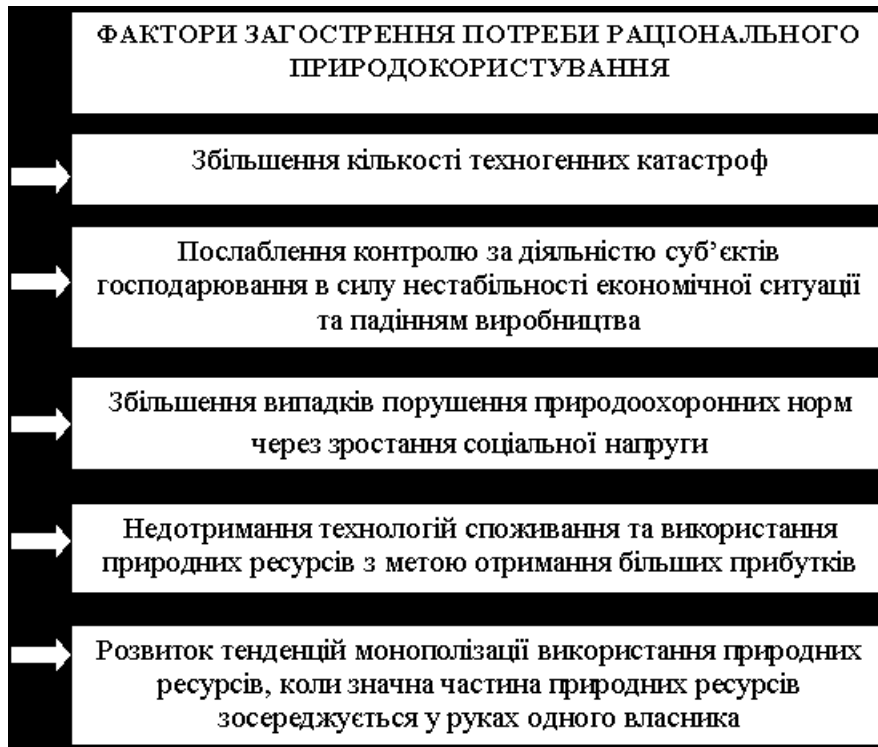 ФАКТОРИ ЗАГОСТРЕННЯ ПОТРЕБИ РАЦІОНАЛЬНОГО
ПРИРОДОКОРИСТУВАННЯ
Збільшення кількості техногенних катастроф
Послаблення контролю за діяльністю суб’єктів
господарювання в силу нестабільності економічної ситуації
та падінням виробництва
Збільшення випадків порушення природоохоронних норм
через зростання соціальної напруги
Недотримання технологій споживання та використання
природних ресурсів з метою отримання більших прибутків
Розвиток тенденцій монополізації використання природних
ресурсів, коли значна частина природних ресурсів
зосереджується у руках одного власника